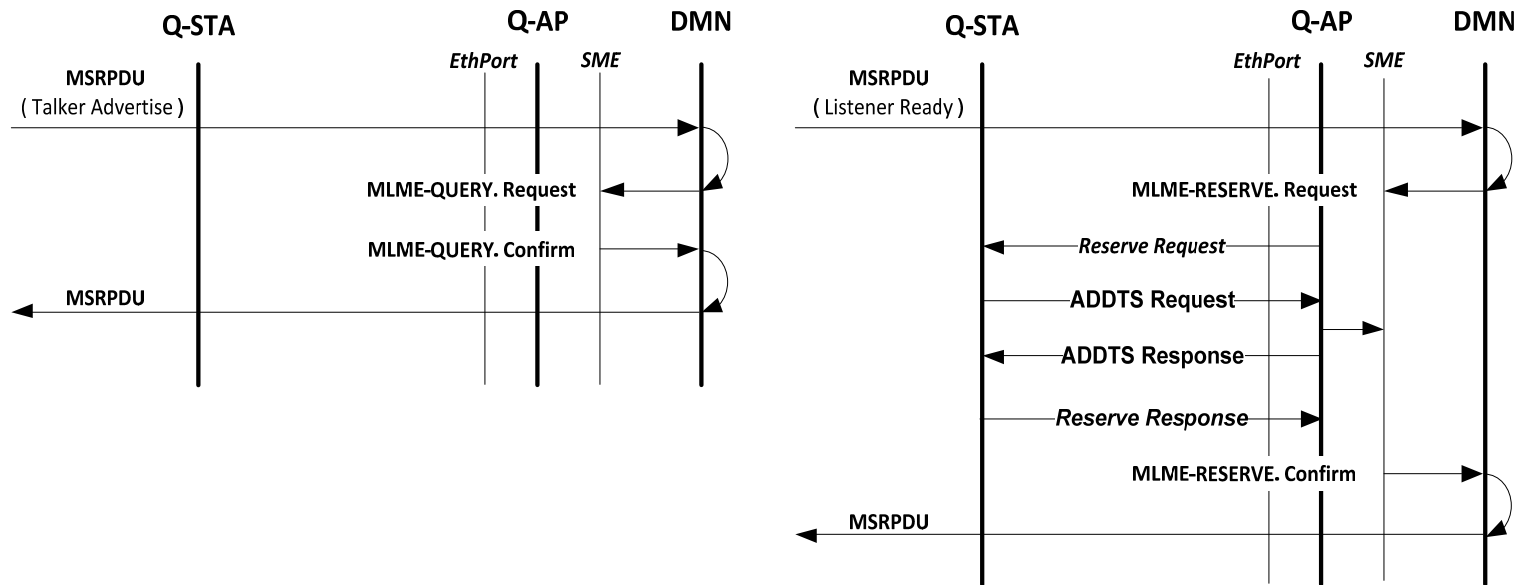 Q-STA
Q-AP
DMN
EthPort
SME
MSRPDU
( Talker Advertise )
MLME-QUERY. Request
MLME-QUERY. Confirm
MSRPDU
Q-STA
Q-AP
DMN
EthPort
SME
MSRPDU
( Listener Ready )
MLME-RESERVE. Request
Reserve Request
ADDTS Request
ADDTS Response
Reserve Response
MLME-RESERVE. Confirm
MSRPDU